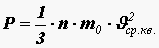 P = 1/3 · n · m₀ · ϑ²ср.кв.